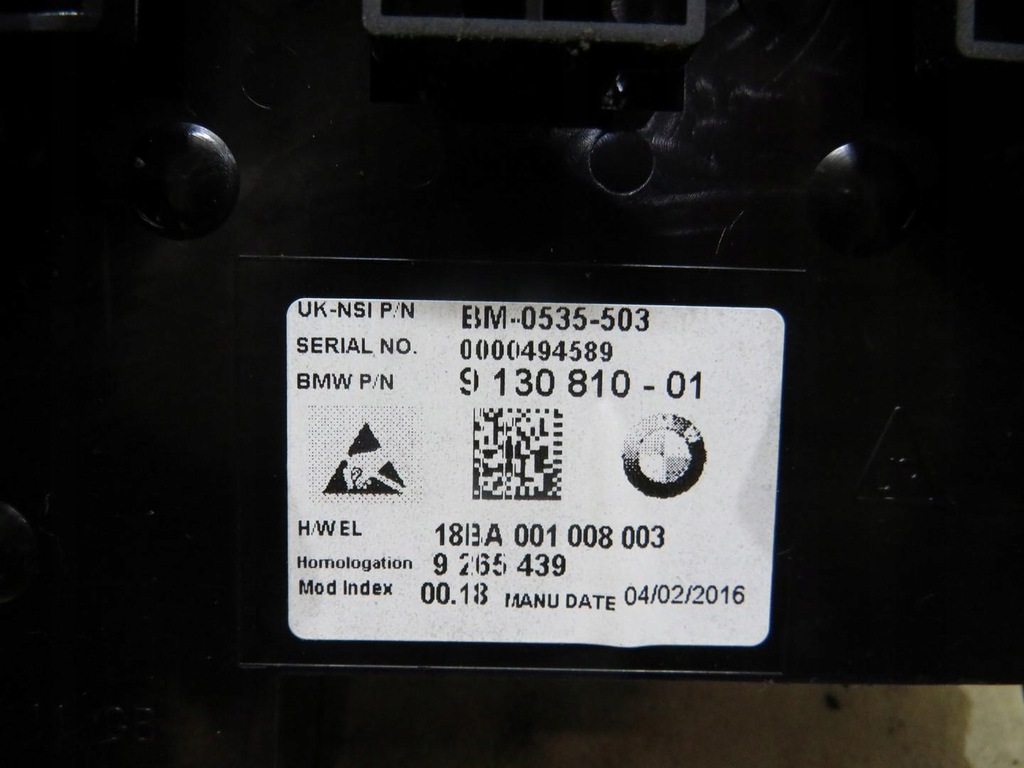 UK-NSI P/N BM-0535-503
SERIAL NO. 0000494589
BMW P/N 9 130 810 - 01
H/W EL 18BA 001 008 003
Homologation 9 265 439
Mod Index 00.18 MANU DATE 04/02/2016